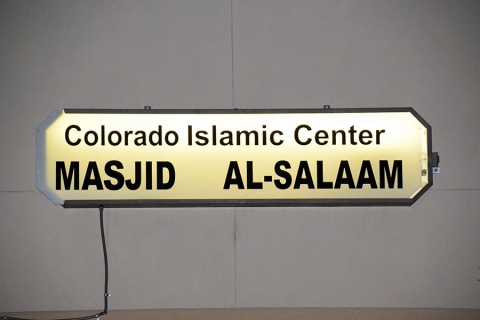 Colorado Islamic Center
MASJID AL-SALAAM